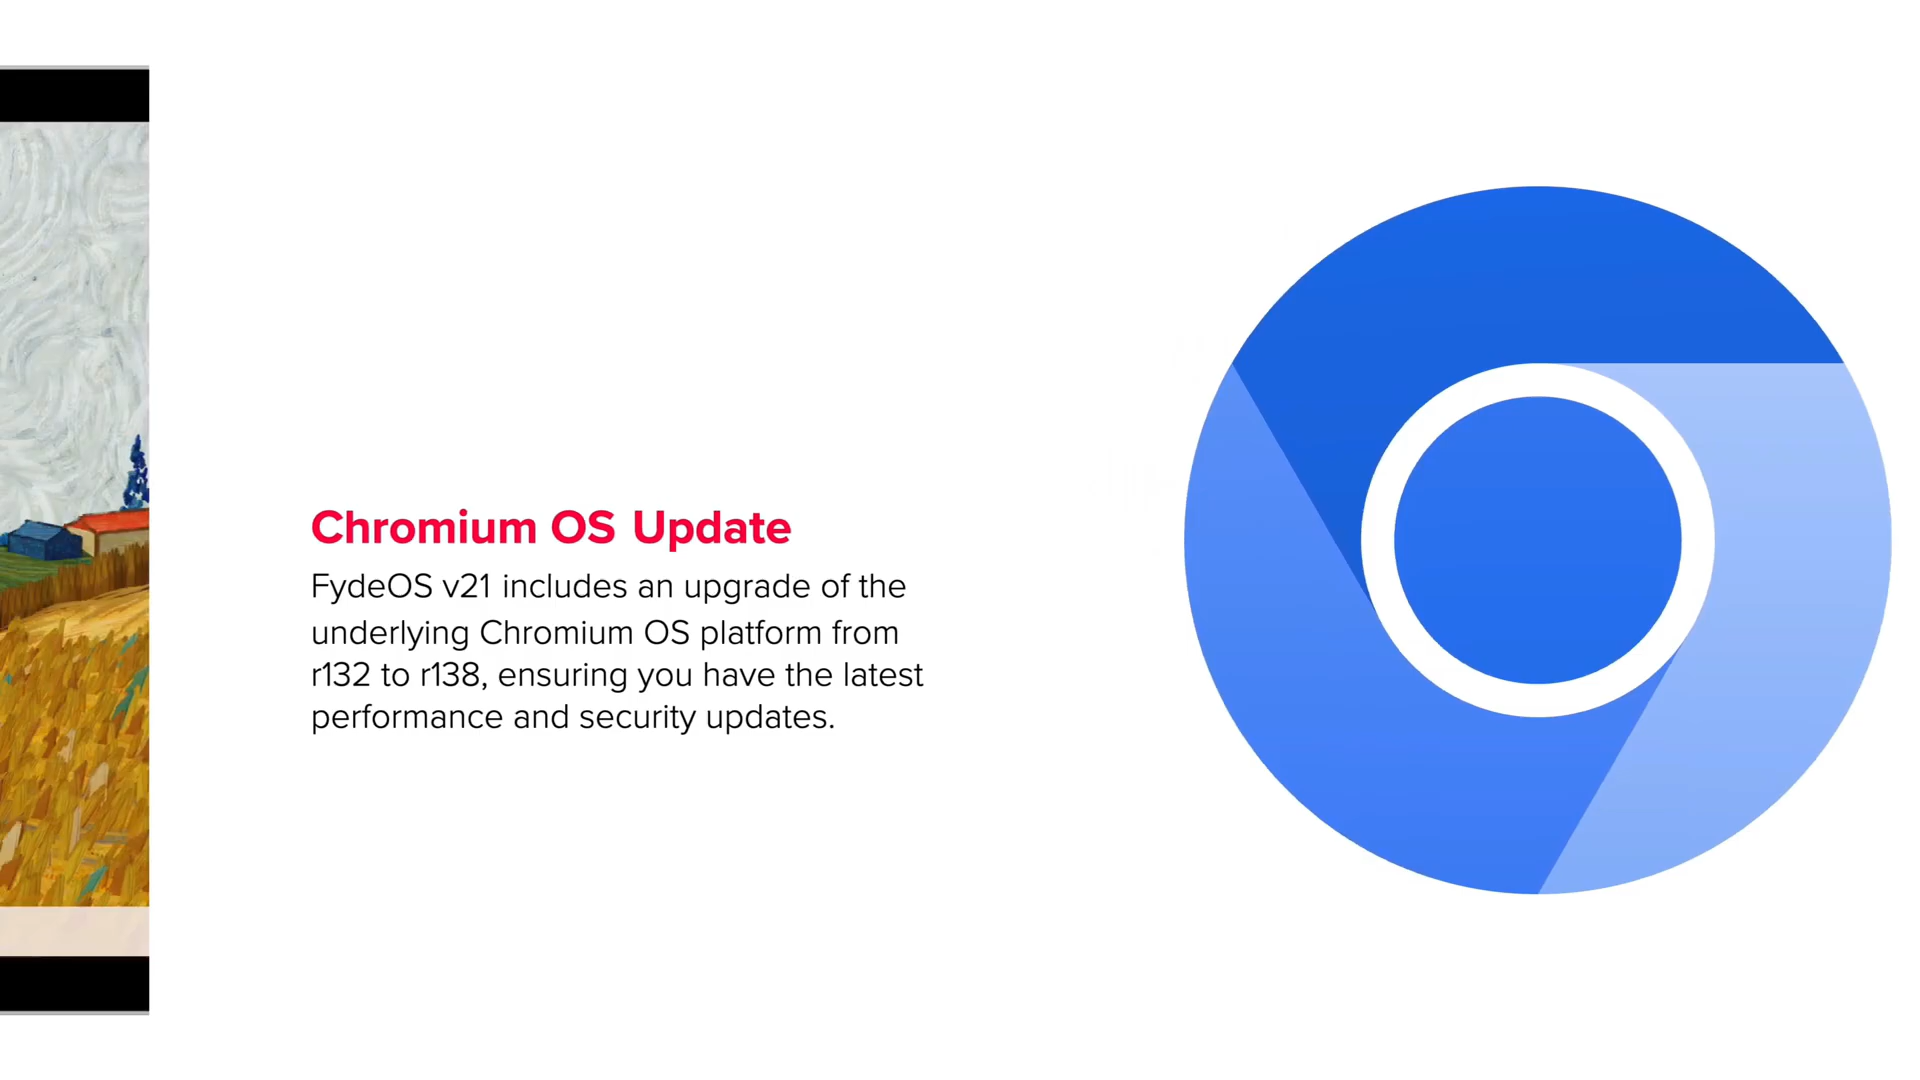 Chromium OS Update
FydeOS v21 includes an upgrade of the
underlying Chromium OS platform from
r132 to r138, ensuring you have the latest
performance and security updates.